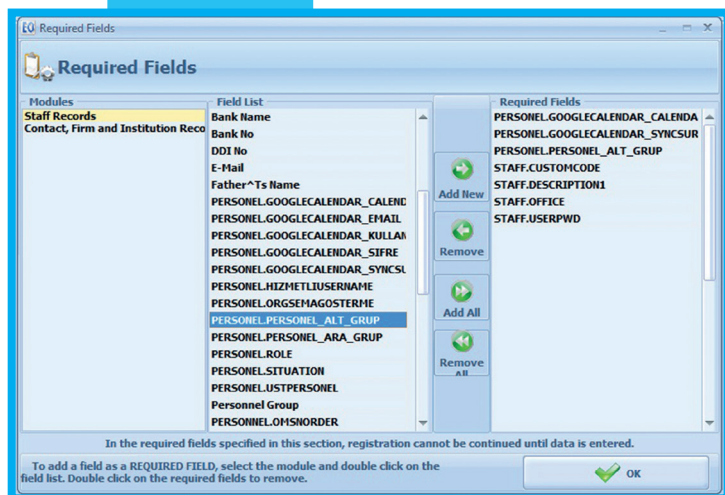 Required Fields
Required Fields
Modules
Staff Records
Contact, Firm and Institution Reco
Field List
Bank Name
Bank No
DDI No
E-Mail
Father^Ts Name
PERSONEL.GOOGLECALENDAR_CALEND
PERSONEL.GOOGLECALENDAR_EMAIL
PERSONEL.GOOGLECALENDAR_KULLAN
PERSONEL.GOOGLECALENDAR_SIFRE
PERSONEL.GOOGLECALENDAR_SYNCSU
PERSONEL.HIZMETLIUSERNAME
PERSONEL.ORGSEMAGOSTERME
PERSONEL.PERSONEL_ALT_GRUP
PERSONEL.PERSONEL_ARA_GRUP
PERSONEL.ROLE
PERSONEL.SITUATION
PERSONEL.USTPERSONEL
Personnel Group
PERSONNEL.OMSNORDER
Add New
Remove
Add All
Remove
All
Required Fields
PERSONEL.GOOGLECALENDAR_CALENDA
PERSONEL.GOOGLECALENDAR_SYNCSUR
PERSONEL.PERSONEL_ALT_GRUP
STAFF.CUSTOMCODE
STAFF.DESCRIPTION1
STAFF.OFFICE
STAFF.USERPWD
In the required fields specified in this section, registration cannot be continued until data is entered.
To add a field as a REQUIRED FIELD, select the module and double click on the
field list. Double click on the required fields to remove.
OK